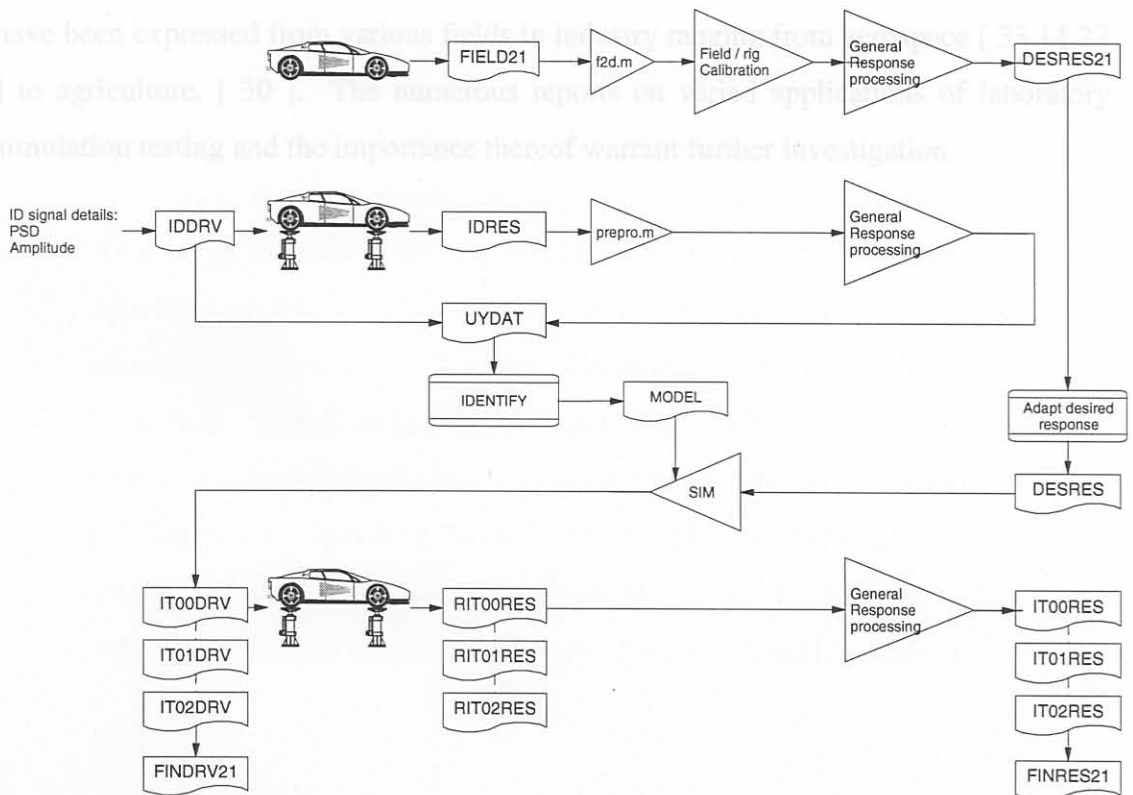 have been expressed from various fields in industry ranging from aerospace [ 33,11,27
] to agriculture, [ 30 ]. The numerous reports on varied applications of laboratory
simulation testing and the importance thereof warrant further investigation.
FIELD21
f2d.m
Field / rig
Calibration
General
Response
processing
DESRES21
ID signal details:
PSD
Amplitude
IDDRV
IDRES
prepro.m
General
Response
processing
UYDAT
IDENTIFY
MODEL
Adapt desired
response
SIM
DESRES
IT00DRV
RIT00RES
General
Response
processing
IT00RES
IT01DRV
RIT01RES
IT01RES
IT02DRV
RIT02RES
IT02RES
FINDRV21
FINRES21